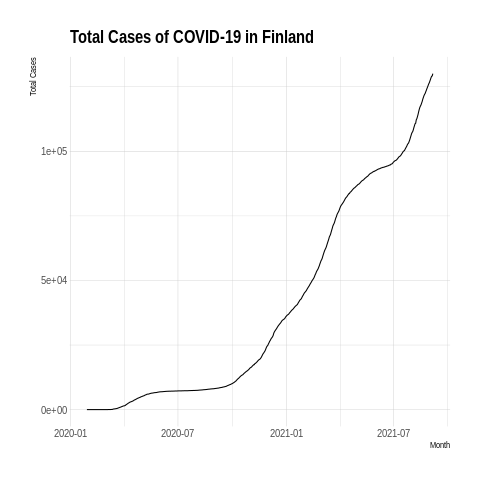 Total Cases of COVID-19 in Finland
Total Cases
1e+05
5e+04
0e+00
2020-01 2020-07 2021-01 2021-07
Month